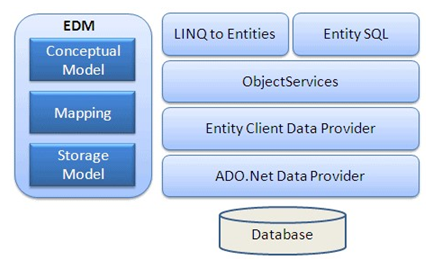 EDM
Conceptual
Model
Mapping
Storage
Model
LINQ to Entities
Entity SQL
ObjectServices
Entity Client Data Provider
ADO.Net Data Provider
Database